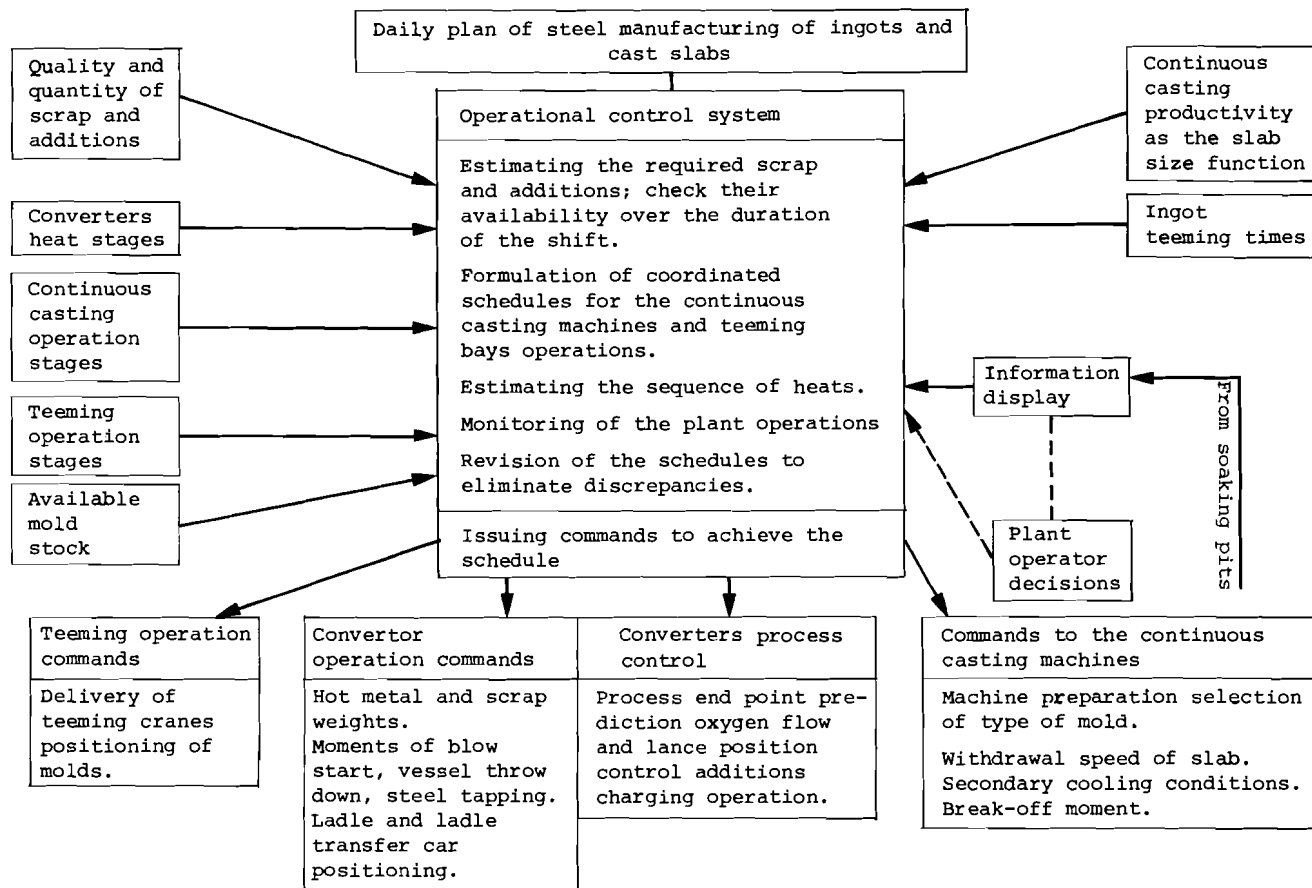 Daily plan of steel manufacturing of ingots and
cast slabs
Quality and
quantity of
scrap and
additions
Converters
heat stages
Continuous
casting
operation
stages
Teeming
operation
stages
Available
mold
stock
Operational control system
Estimating the required scrap
and additions; check their
availability over the duration
of the shift.
Formulation of coordinated
schedules for the continuous
casting machines and teeming
bays operations.
Estimating the sequence of heats.
Monitoring of the plant operations
Revision of the schedules to
eliminate discrepancies.
Issuing commands to achieve the
schedule
Continuous
casting
productivity
as the slab
size function
Ingot
teeming times
Information
display
From soaking pits
Plant
operator
decisions
Teeming operation
commands
Delivery of
teeming cranes
positioning of
molds.
Convertor
operation commands
Hot metal and scrap
weights.
Moments of blow
start, vessel throw
down, steel tapping.
Ladle and ladle
transfer car
positioning.
Converters process
control
Process end point pre-
diction oxygen flow
and lance position
control additions
charging operation.
Commands to the continuous
casting machines
Machine preparation selection
of type of mold.
Withdrawal speed of slab.
Secondary cooling conditions.
Break-off moment.